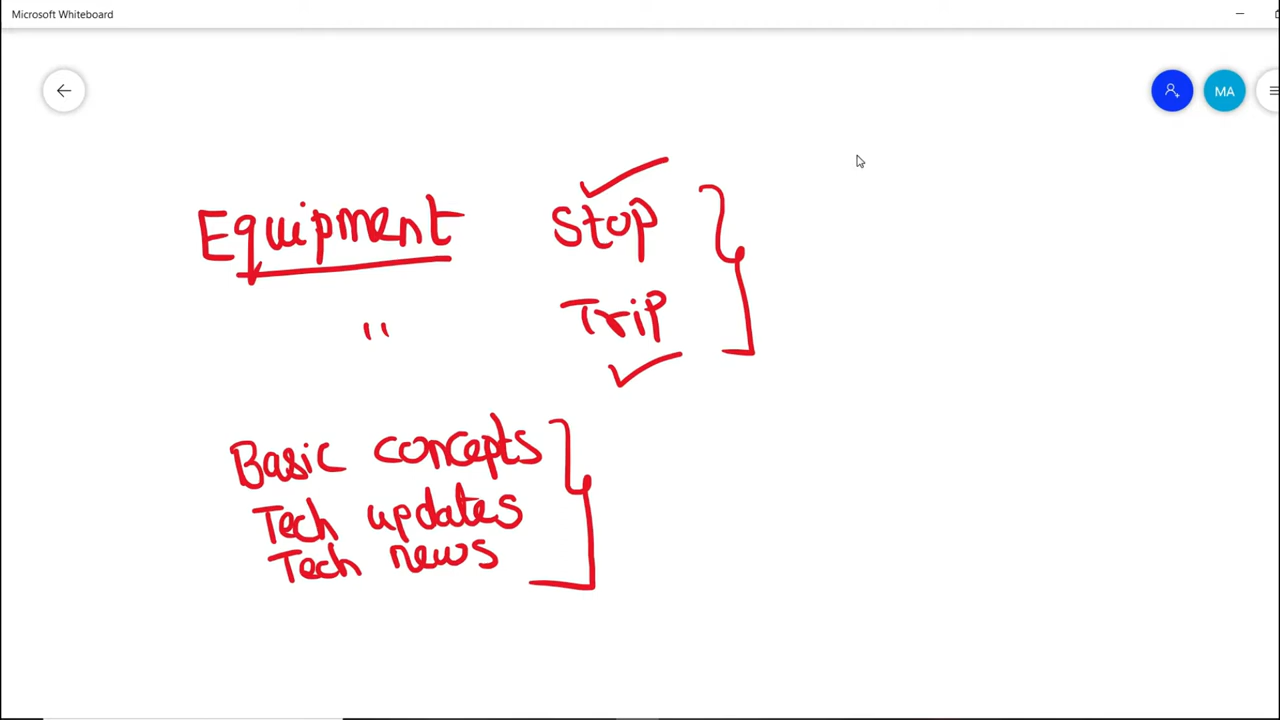 Microsoft Whiteboard
MA
Equipment Stop
" Trip
Basic concepts
Tech updates
Tech news